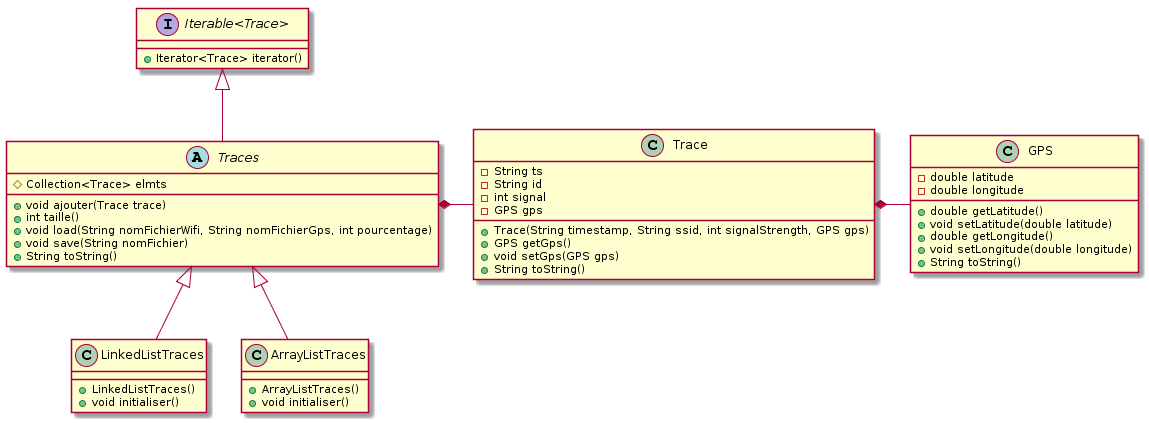 I Iterable<Trace>
Iterator<Trace> iterator()
A Traces
Collection<Trace> elmts
void ajouter(Trace trace)
int taille()
void load(String nomFichierWifi, String nomFichierGps, int pourcentage)
void save(String nomFichier)
String toString()
C Trace
String ts
String id
int signal
GPS gps
Trace(String timestamp, String ssid, int signalStrength, GPS gps)
GPS getGps()
void setGps(GPS gps)
String toString()
C GPS
double latitude
double longitude
double getLatitude()
void setLatitude(double latitude)
double getLongitude()
void setLongitude(double longitude)
String toString()
C LinkedListTraces
LinkedListTraces()
void initialiser()
C ArrayListTraces
ArrayListTraces()
void initialiser()